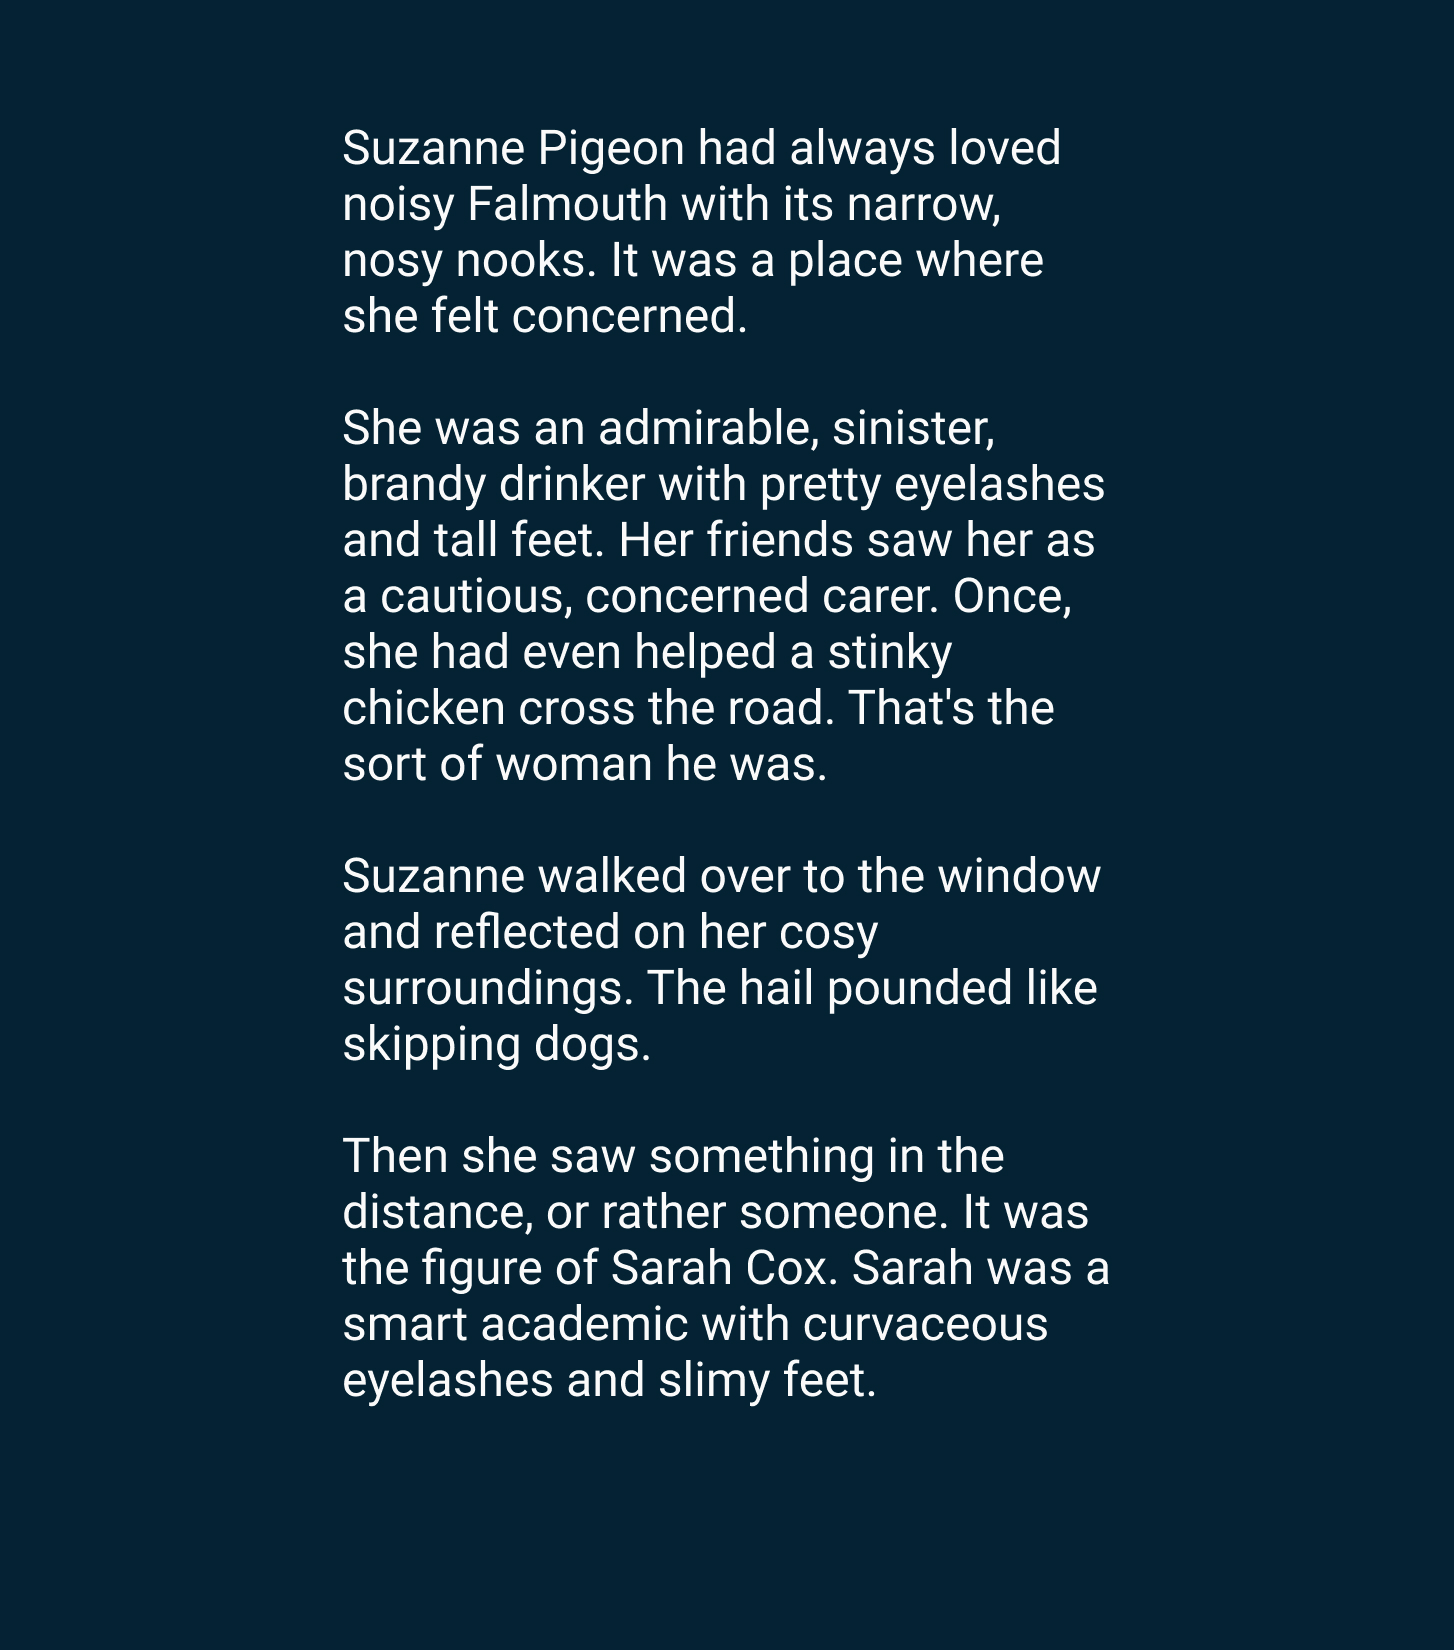 Suzanne Pigeon had always loved
noisy Falmouth with its narrow,
nosy nooks. It was a place where
she felt concerned.
She was an admirable, sinister,
brandy drinker with pretty eyelashes
and tall feet. Her friends saw her as
a cautious, concerned carer. Once,
she had even helped a stinky
chicken cross the road. That's the
sort of woman he was.
Suzanne walked over to the window
and reflected on her cosy
surroundings. The hail pounded like
skipping dogs.
Then she saw something in the
distance, or rather someone. It was
the figure of Sarah Cox. Sarah was a
smart academic with curvaceous
eyelashes and slimy feet.